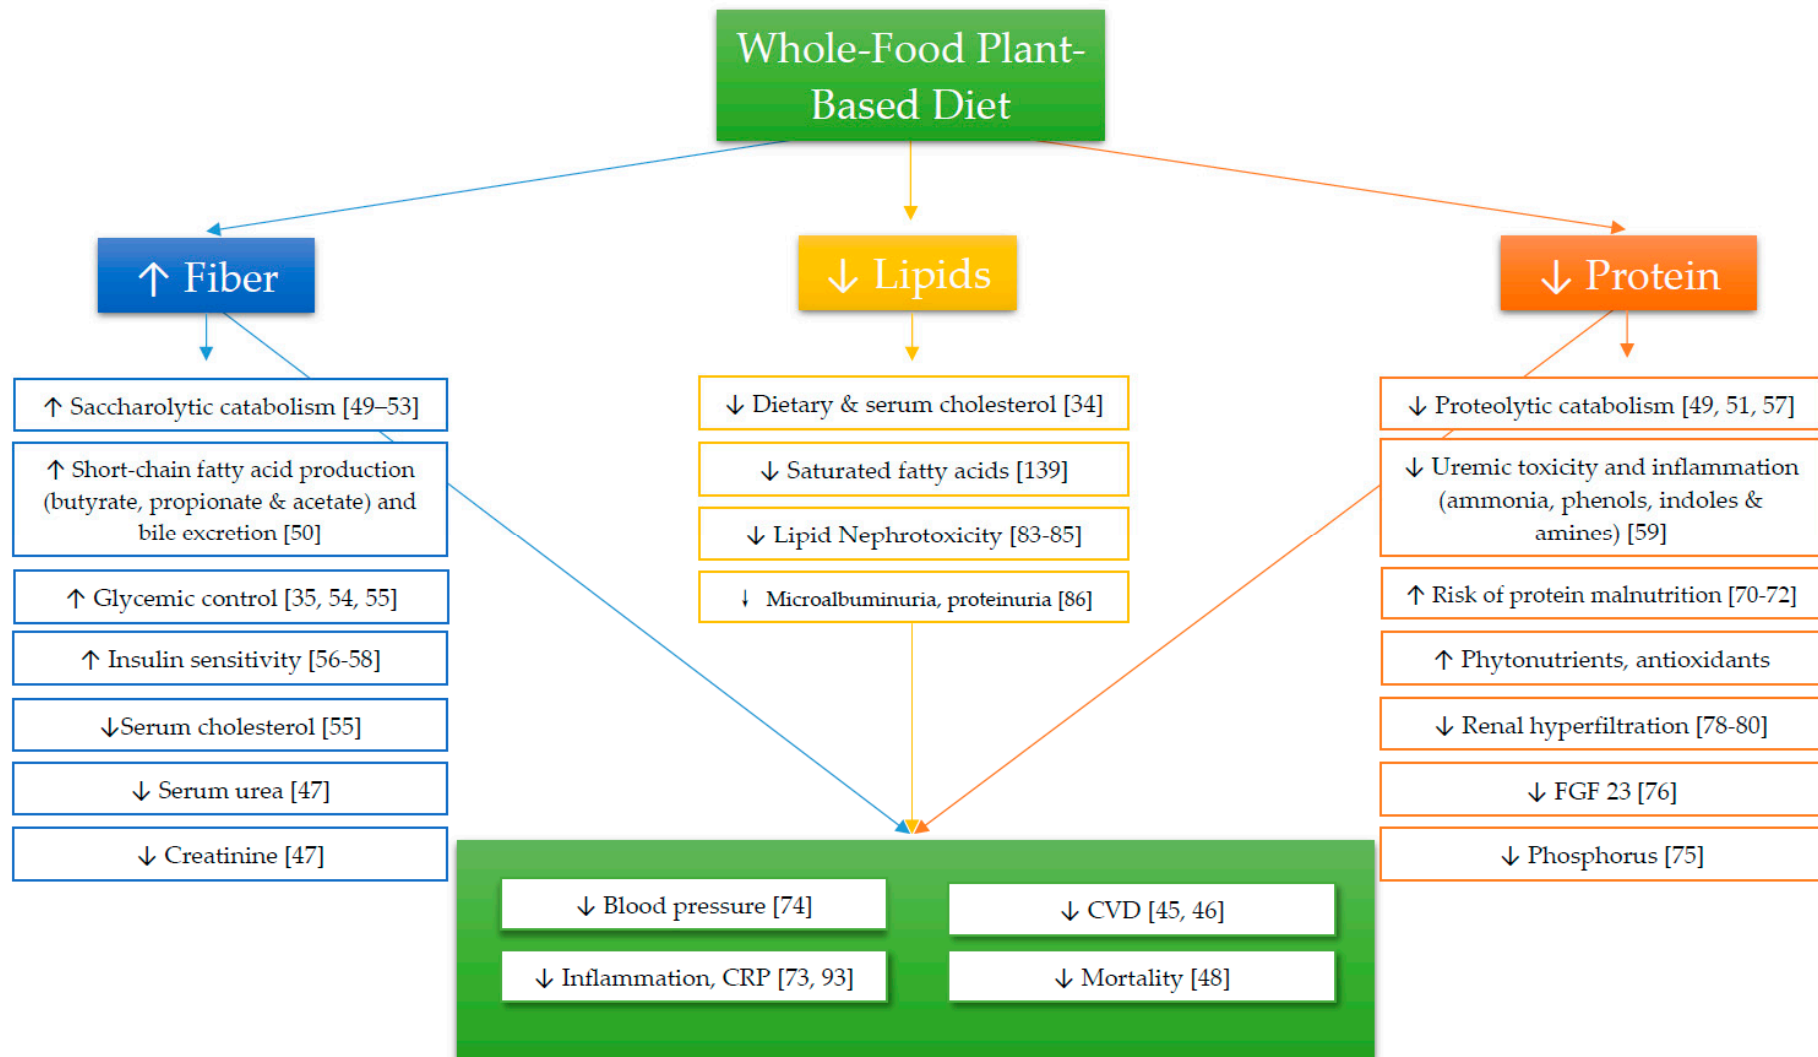 Whole-Food Plant-
Based Diet
↑ Fiber
↓ Lipids
↓ Protein
↑ Saccharolytic catabolism [49–53]
↑ Short-chain fatty acid production
(butyrate, propionate & acetate) and
bile excretion [50]
↑ Glycemic control [35, 54, 55]
↑ Insulin sensitivity [56-58]
↓Serum cholesterol [55]
↓ Serum urea [47]
↓ Creatinine [47]
↓ Dietary & serum cholesterol [34]
↓ Saturated fatty acids [139]
↓ Lipid Nephrotoxicity [83-85]
↓ Microalbuminuria, proteinuria [86]
↓ Proteolytic catabolism [49, 51, 57]
↓ Uremic toxicity and inflammation
(ammonia, phenols, indoles &
amines) [59]
↑ Risk of protein malnutrition [70-72]
↑ Phytonutrients, antioxidants
↓ Renal hyperfiltration [78-80]
↓ FGF 23 [76]
↓ Phosphorus [75]
↓ Blood pressure [74]
↓ CVD [45, 46]
↓ Inflammation, CRP [73, 93]
↓ Mortality [48]